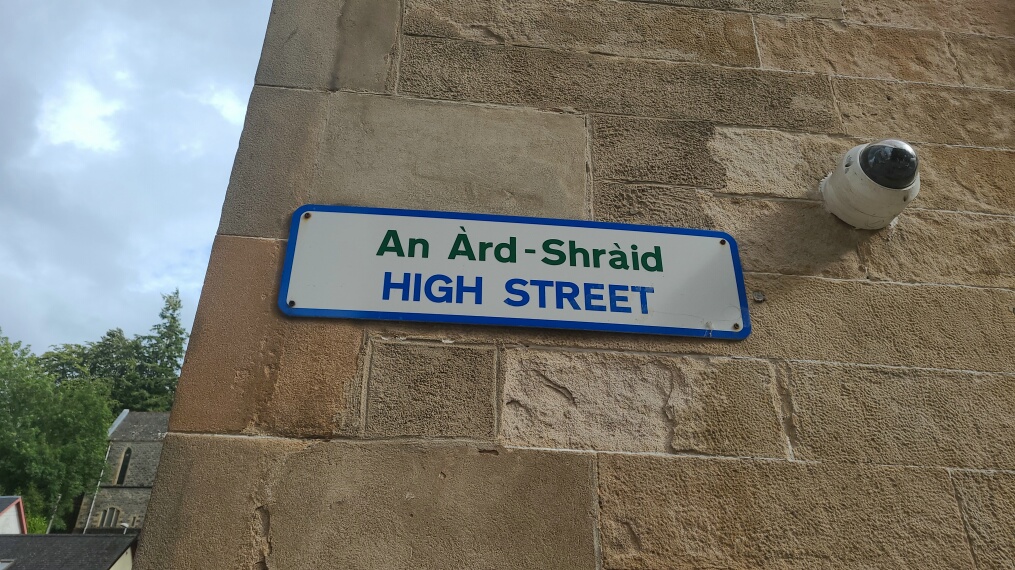 An Àrd-Shràid
HIGH STREET